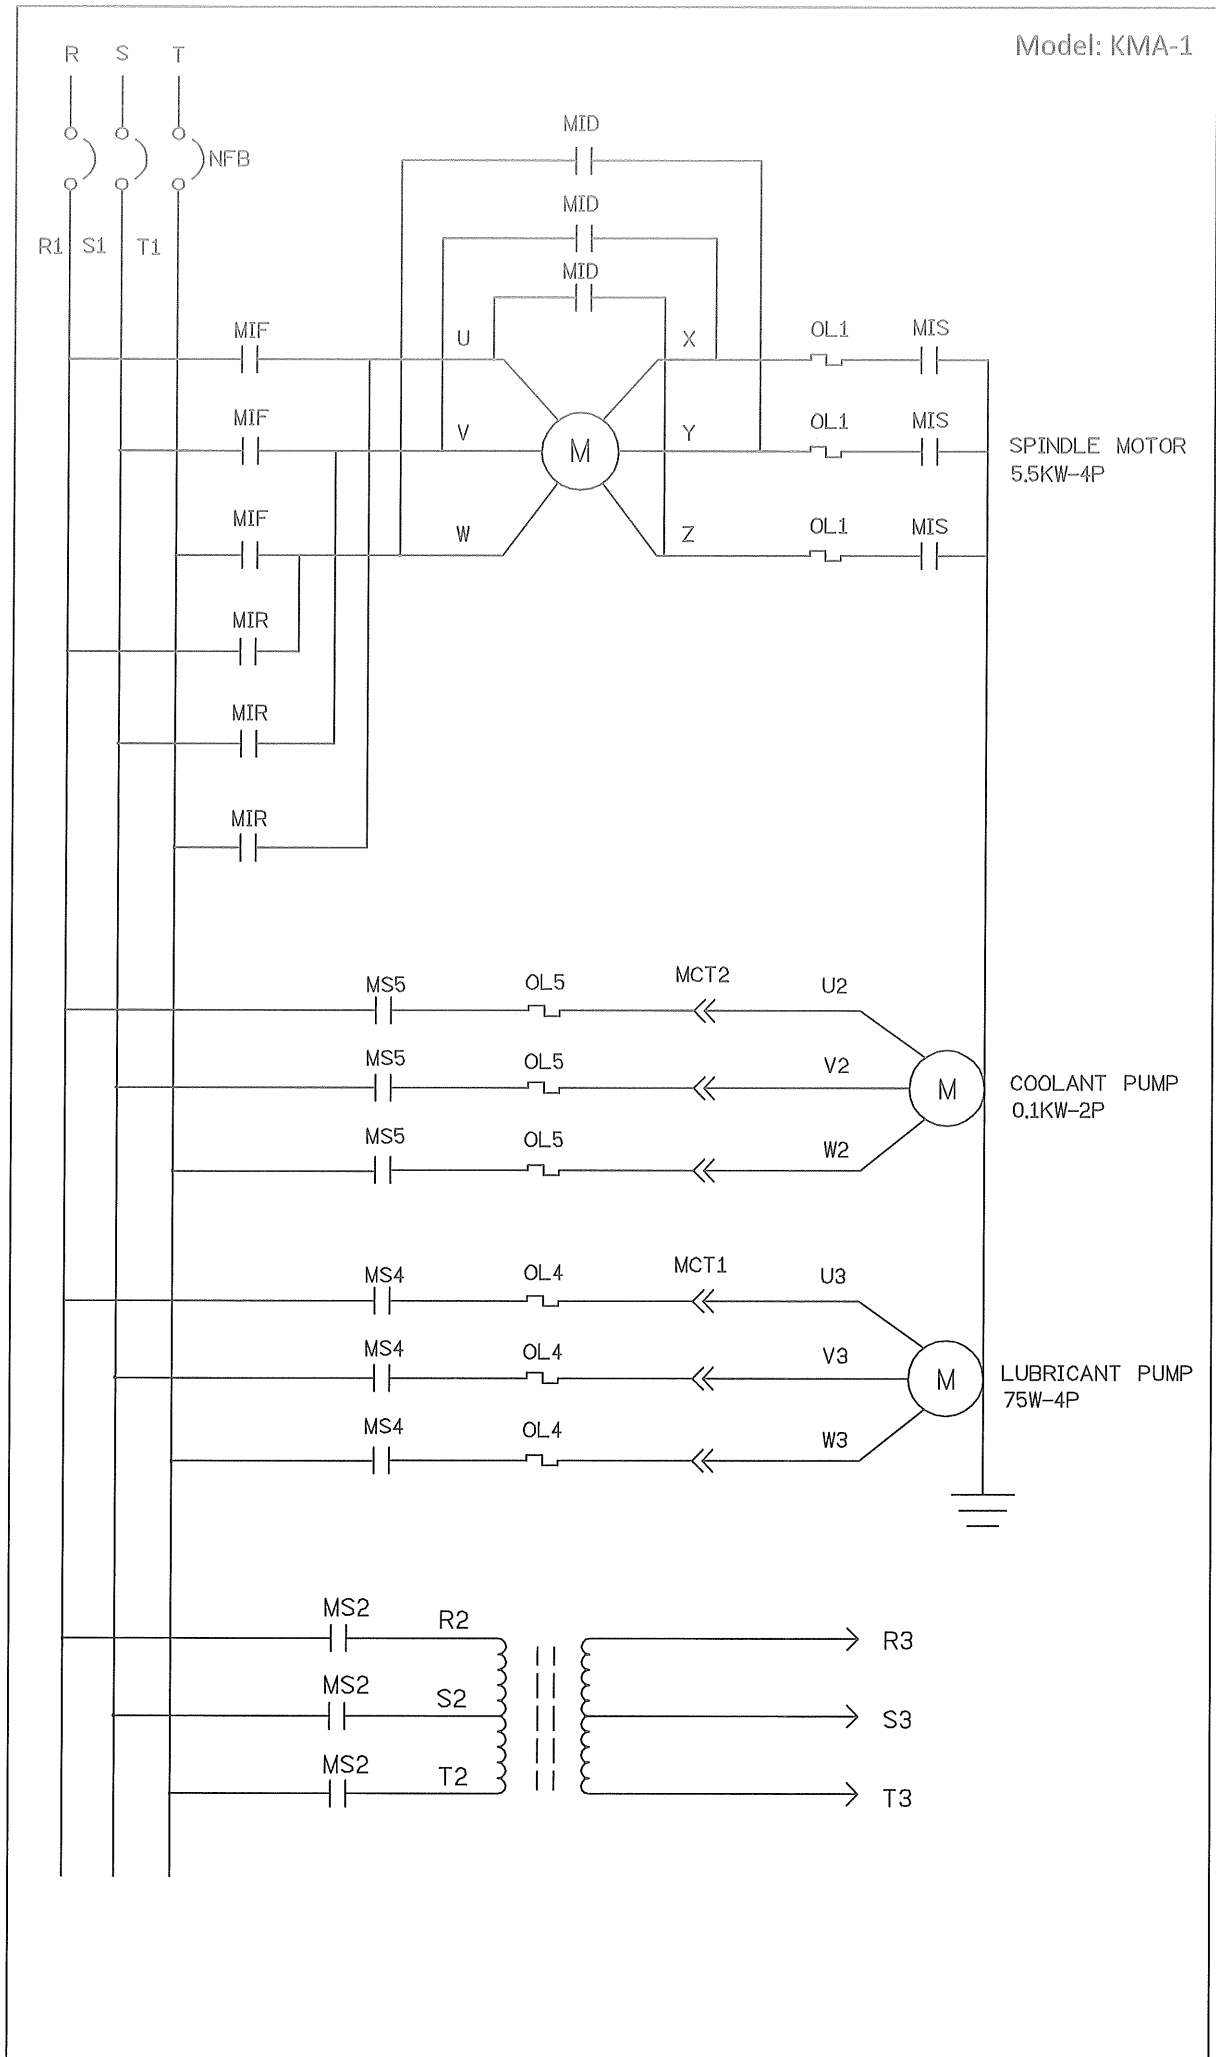 Model: KMA-1
R S T
NFB
R1 S1 T1
MID
MID
MID
MIF U X OL1 MIS
MIF V M Y OL1 MIS
SPINDLE MOTOR
5.5KW-4P
MIF W Z OL1 MIS
MIR
MIR
MIR
MS5 OL5 MCT2 U2
MS5 OL5 V2
M
COOLANT PUMP
0.1KW-2P
MS5 OL5 W2
MS4 OL4 MCT1 U3
MS4 OL4 V3
M
LUBRICANT PUMP
75W-4P
MS4 OL4 W3
MS2 R2 R3
MS2 S2 S3
MS2 T2 T3